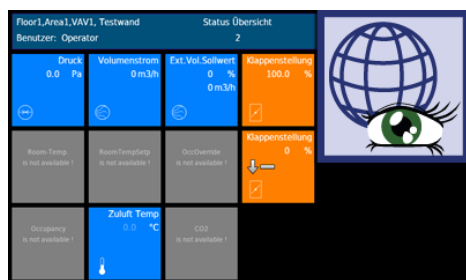 Floor1,Area1,VAV1, Testwand
Status Übersicht
Benutzer: Operator
2
Druck
0.0 Pa
Volumenstrom
0 m3/h
Ext.Vol.Sollwert
0 %
0 m3/h
Klappenstellung
100.0 %
Room-Temp.
is not available !
RoomTempSetp
is not available !
OccOverride
is not available !
Klappenstellung
0 %
Occupancy
is not available !
Zuluft Temp
0.0 °C
CO2
is not available !